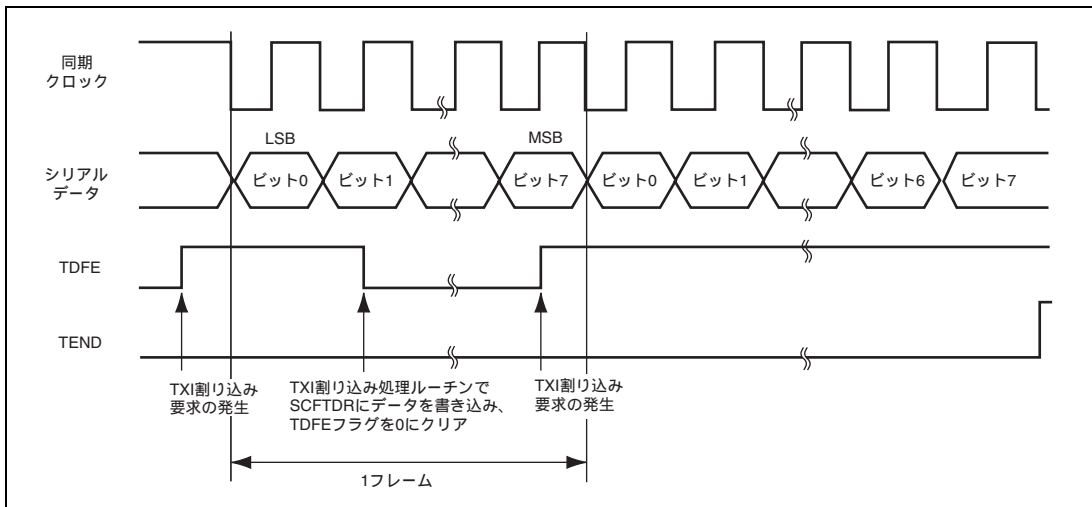 同期
クロック
LSB
MSB
シリアル
データ
ビット0
ビット1
ビット7
ビット0
ビット1
ビット6
ビット7
TDFE
TEND
TXI割り込み
要求の発生
TXI割り込み処理ルーチンで
SCFTDRにデータを書き込み、
TDFEフラグを0にクリア
TXI割り込み
要求の発生
1フレーム